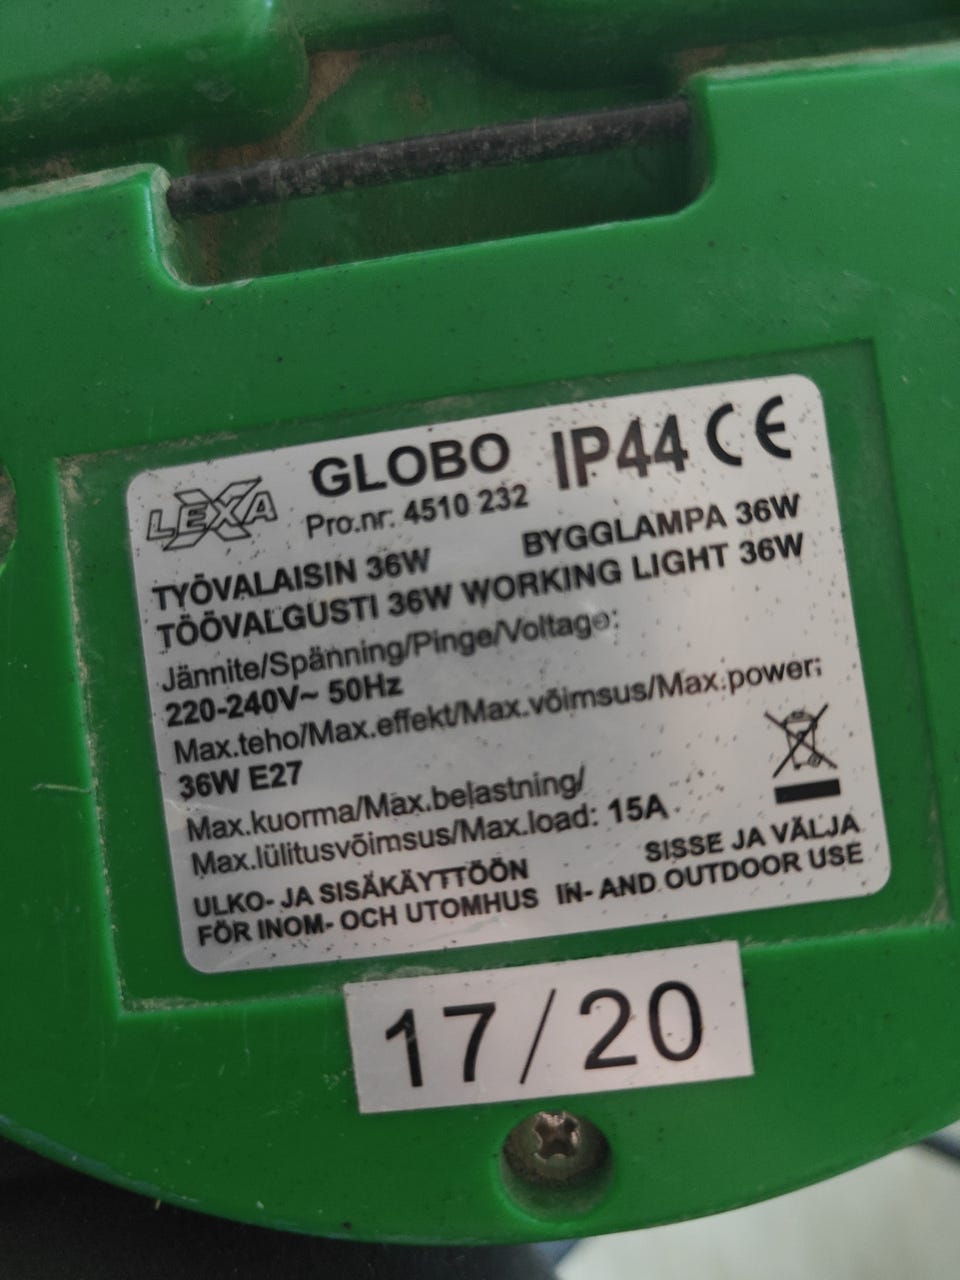 LEXA
GLOBO IP44 CE
Pro.nr. 4510 232
TYÖVALAISIN 36W BYGGLAMPA 36W
TÖÖVALGUSTI 36W WORKING LIGHT 36W
Jännite/Spänning/Pinge/Voltage:
220-240V~ 50Hz
Max.teho/Max.effekt/Max.võimsus/Max.power:
36W E27
Max.kuorma/Max.belastning/
Max.lülitusvõimsus/Max.load: 15A
ULKO- JA SISÄKÄYTTÖÖN SISSE JA VÄLJA
FÖR INOM- OCH UTOMHUS IN- AND OUTDOOR USE
17/20